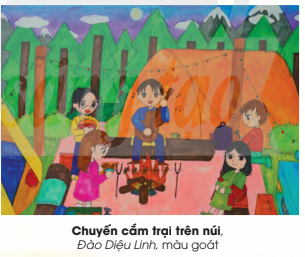 Chuyến cắm trại trên núi,
Đào Diệu Linh, màu goát